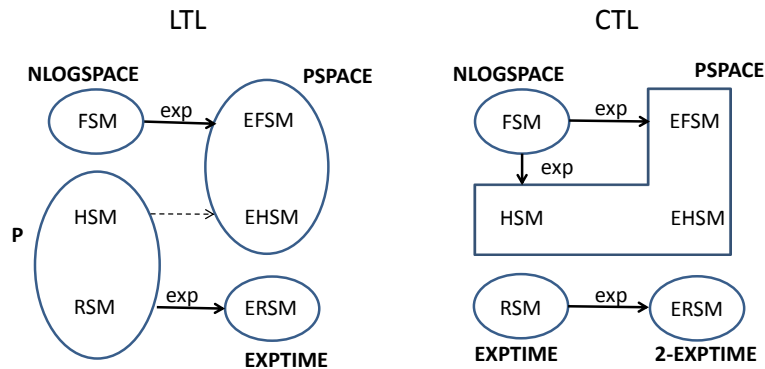 LTL
NLOGSPACE
PSPACE
FSM
exp
EFSM
P
HSM
EHSM
RSM
exp
ERSM
EXPTIME
CTL
NLOGSPACE
PSPACE
FSM
exp
EFSM
exp
HSM
EHSM
RSM
exp
ERSM
EXPTIME
2-EXPTIME